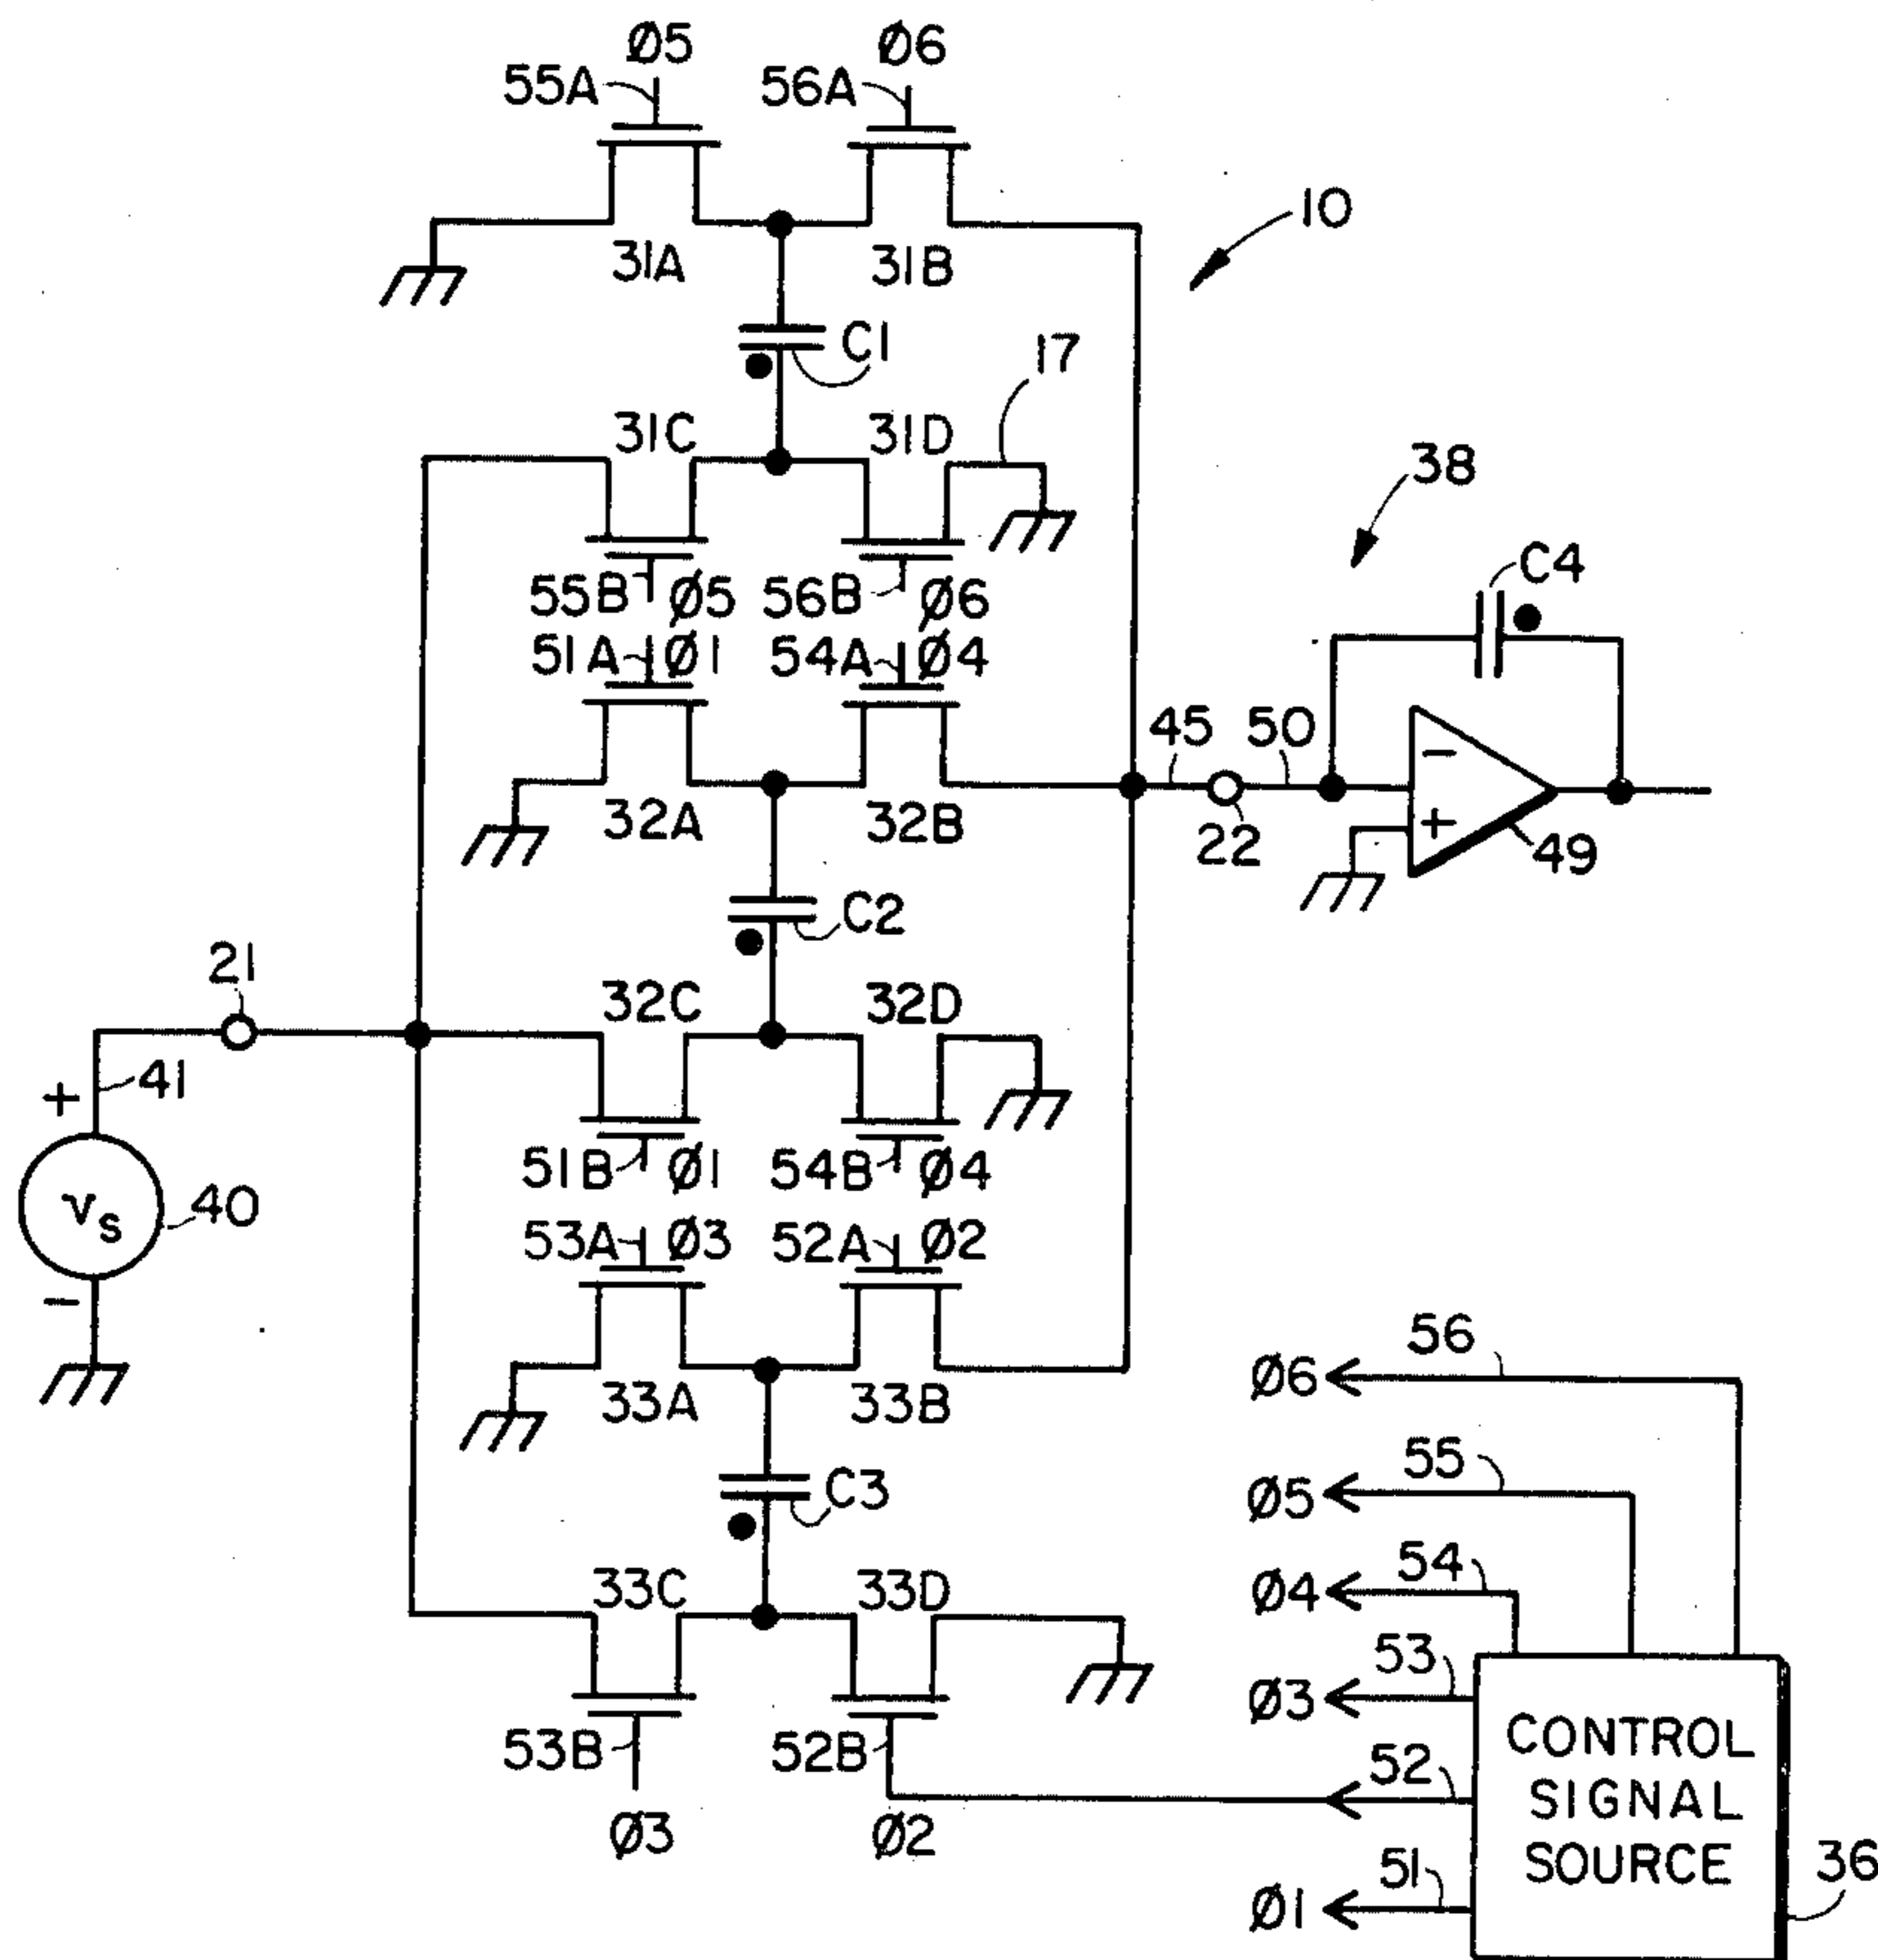 Ø5 Ø6
55A 56A
10
31A 31B
C1
17
31C 31D
38
C4
55B Ø5 56B Ø6
51A Ø1 54A Ø4
45 50
−
+
32A 32B
22
49
C2
21
32C 32D
+ 41
51B Ø1 54B Ø4
vs 40
53A Ø3 52A Ø2
−
56
Ø6
33A 33B
55
C3
Ø5
54
33C 33D
Ø4
53
Ø3
53B 52B
CONTROL
52
SIGNAL
Ø3 Ø2
SOURCE
51
36
Ø1